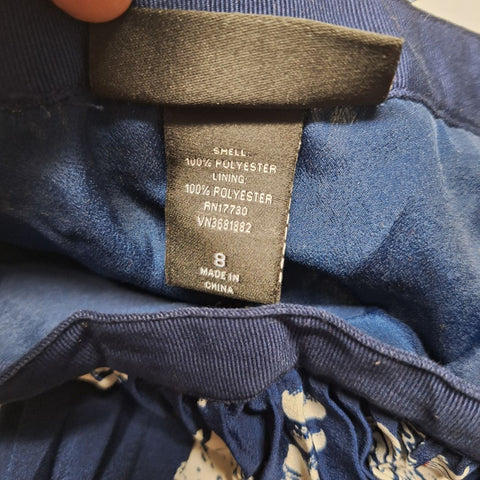 SHELL
100% POLYESTER
LINING
100% POLYESTER
RN17730
VN3681882
8
MADE IN
CHINA